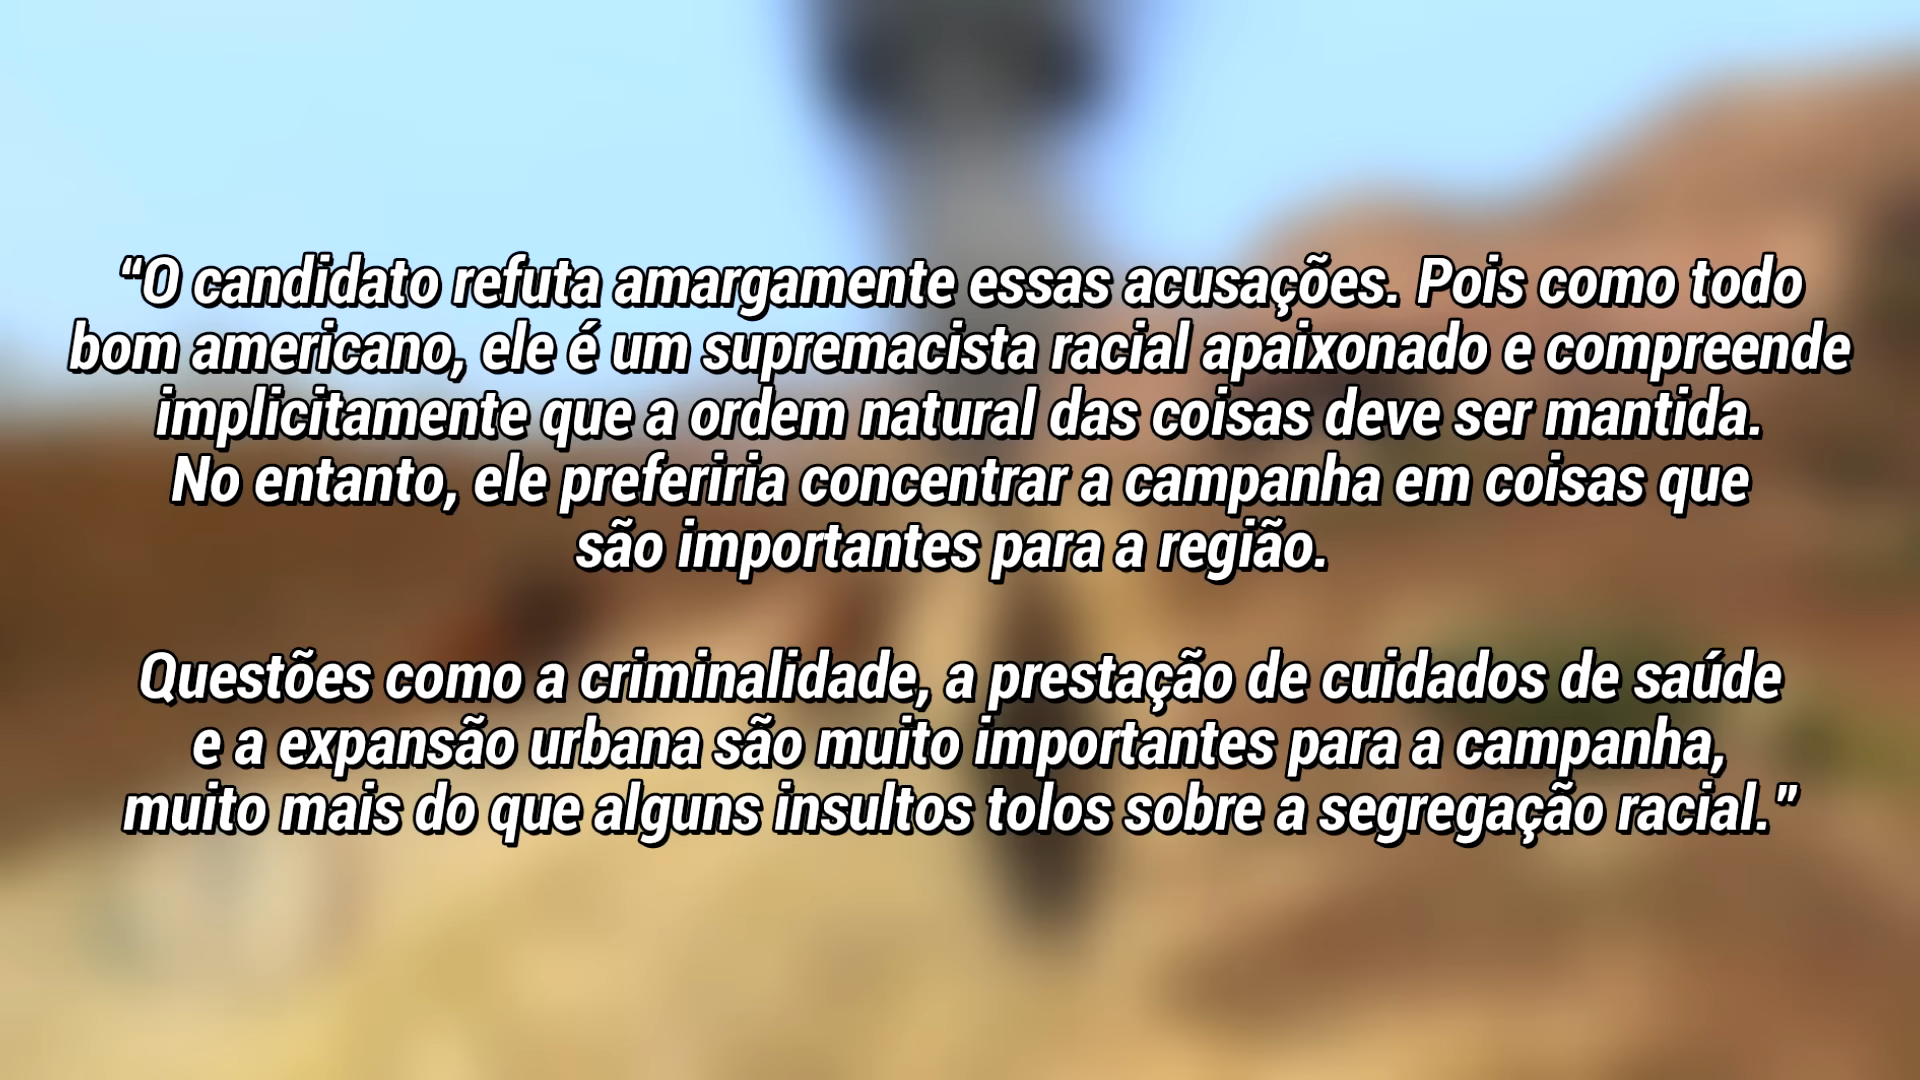 “O candidato refuta amargamente essas acusações. Pois como todo
bom americano, ele é um supremacista racial apaixonado e compreende
implicitamente que a ordem natural das coisas deve ser mantida.
No entanto, ele preferiria concentrar a campanha em coisas que
são importantes para a região.
Questões como a criminalidade, a prestação de cuidados de saúde
e a expansão urbana são muito importantes para a campanha,
muito mais do que alguns insultos tolos sobre a segregação racial.”